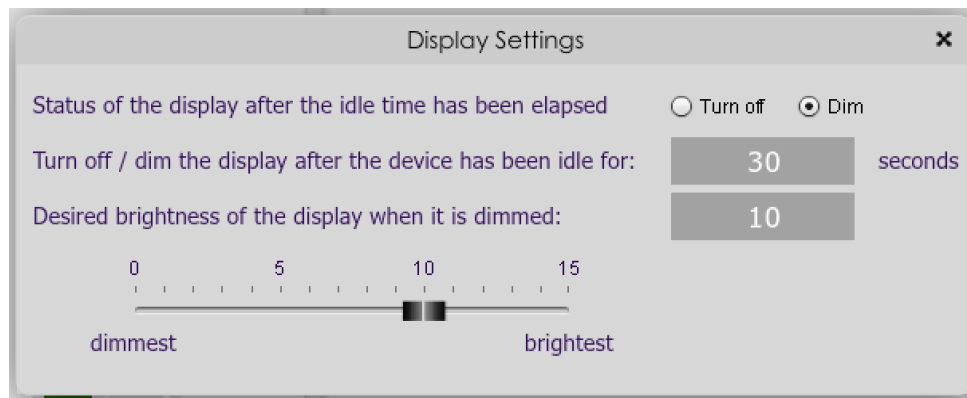 Display Settings
Status of the display after the idle time has been elapsed Turn off Dim
Turn off / dim the display after the device has been idle for: 30 seconds
Desired brightness of the display when it is dimmed: 10
0 5 10 15
dimmest brightest